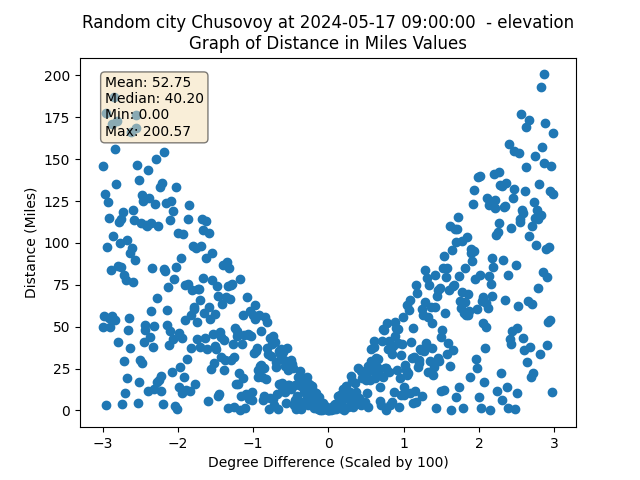 Random city Chusovoy at 2024-05-17 09:00:00  - elevation
Graph of Distance in Miles Values
Mean: 52.75
Median: 40.20
Min: 0.00
Max: 200.57
200
175
150
125
100
75
50
25
0
Distance (Miles)
−3 −2 −1 0 1 2 3
Degree Difference (Scaled by 100)